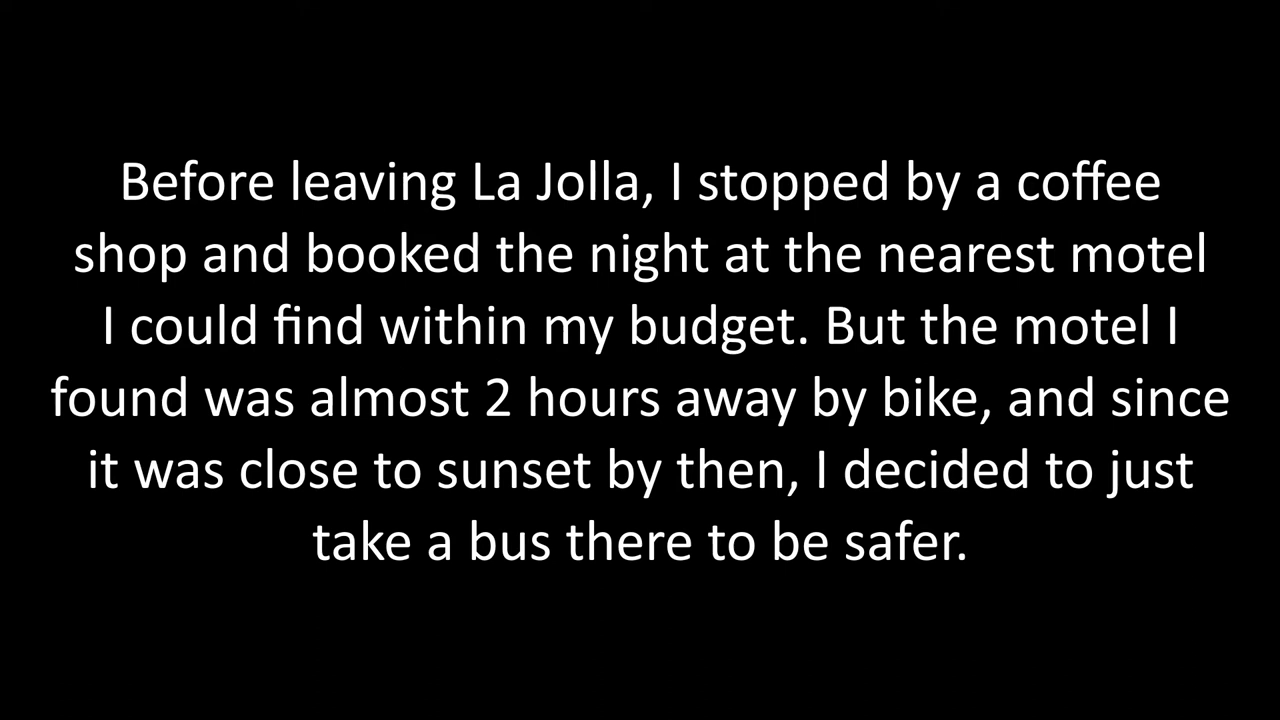 Before leaving La Jolla, I stopped by a coffee
shop and booked the night at the nearest motel
I could find within my budget. But the motel I
found was almost 2 hours away by bike, and since
it was close to sunset by then, I decided to just
take a bus there to be safer.